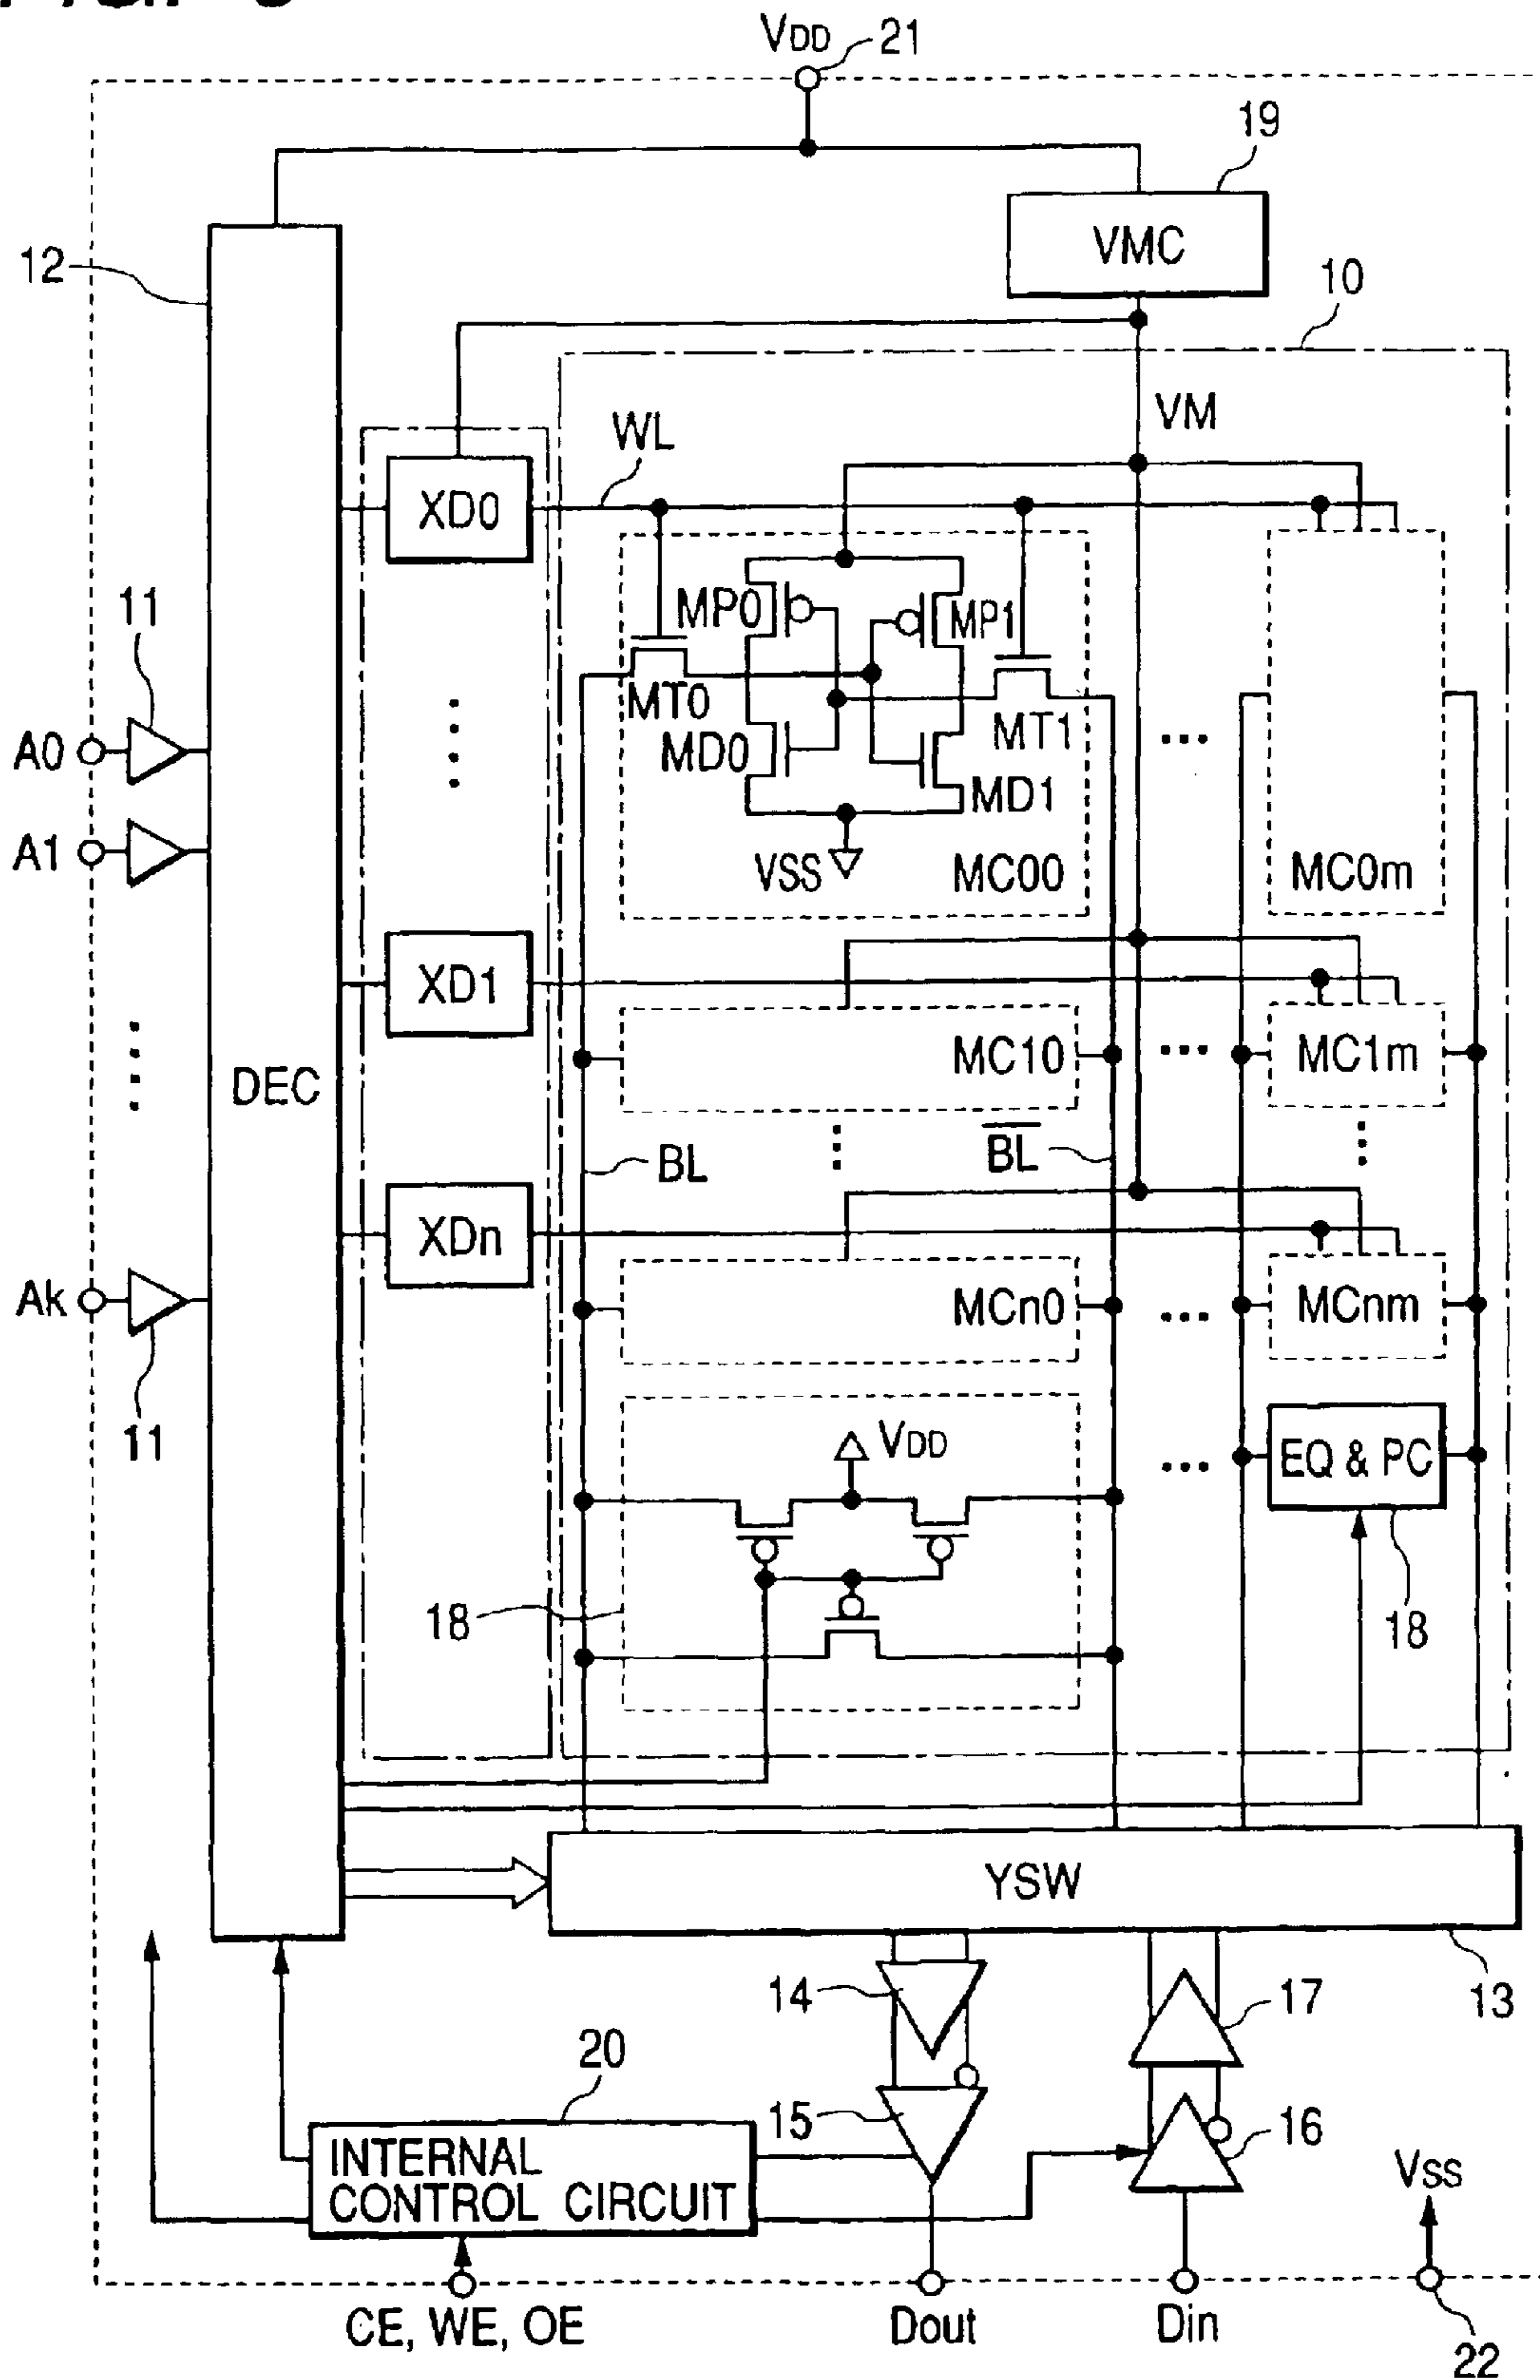 VDD 21
19
VMC
12
10
VM
WL
XD0
MP0 MP1
11
MT0
MT1
A0
MD0
MD1
A1
VSS MC00 MC0m
XD1
MC10 ... MC1m
DEC
BL BL
XDn
Ak
MCn0 ... MCnm
11
VDD
... EQ & PC
18
18
YSW
14
17
13
20
15
16
INTERNAL
CONTROL CIRCUIT
VSS
CE, WE, OE
Dout
Din
22